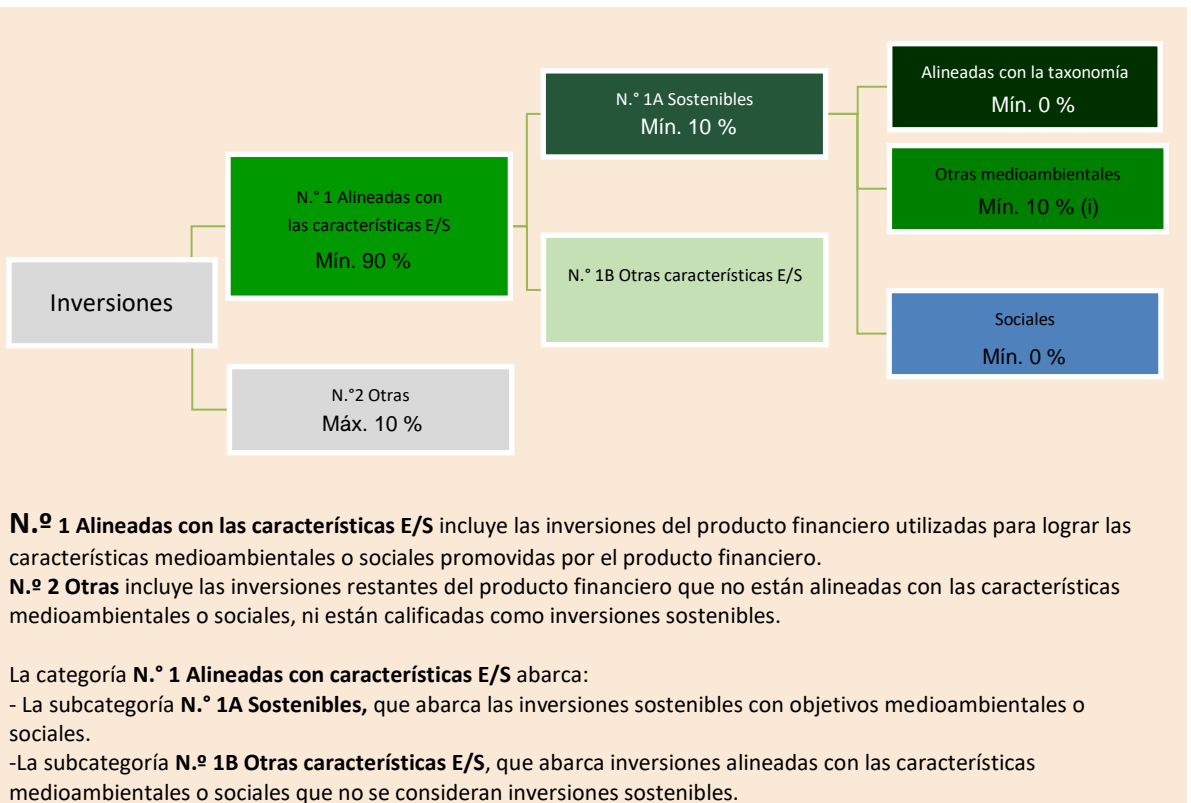 Inversiones
N.° 1 Alineadas con
las características E/S
Mín. 90 %
N.°2 Otras
Máx. 10 %
N.° 1A Sostenibles
Mín. 10 %
N.° 1B Otras características E/S
Alineadas con la taxonomía
Mín. 0 %
Otras medioambientales
Mín. 10 % (i)
Sociales
Mín. 0 %
N.º 1 Alineadas con las características E/S incluye las inversiones del producto financiero utilizadas para lograr las
características medioambientales o sociales promovidas por el producto financiero.
N.º 2 Otras incluye las inversiones restantes del producto financiero que no están alineadas con las características
medioambientales o sociales, ni están calificadas como inversiones sostenibles.
La categoría N.° 1 Alineadas con características E/S abarca:
- La subcategoría N.° 1A Sostenibles, que abarca las inversiones sostenibles con objetivos medioambientales o
sociales.
-La subcategoría N.º 1B Otras características E/S, que abarca inversiones alineadas con las características
medioambientales o sociales que no se consideran inversiones sostenibles.